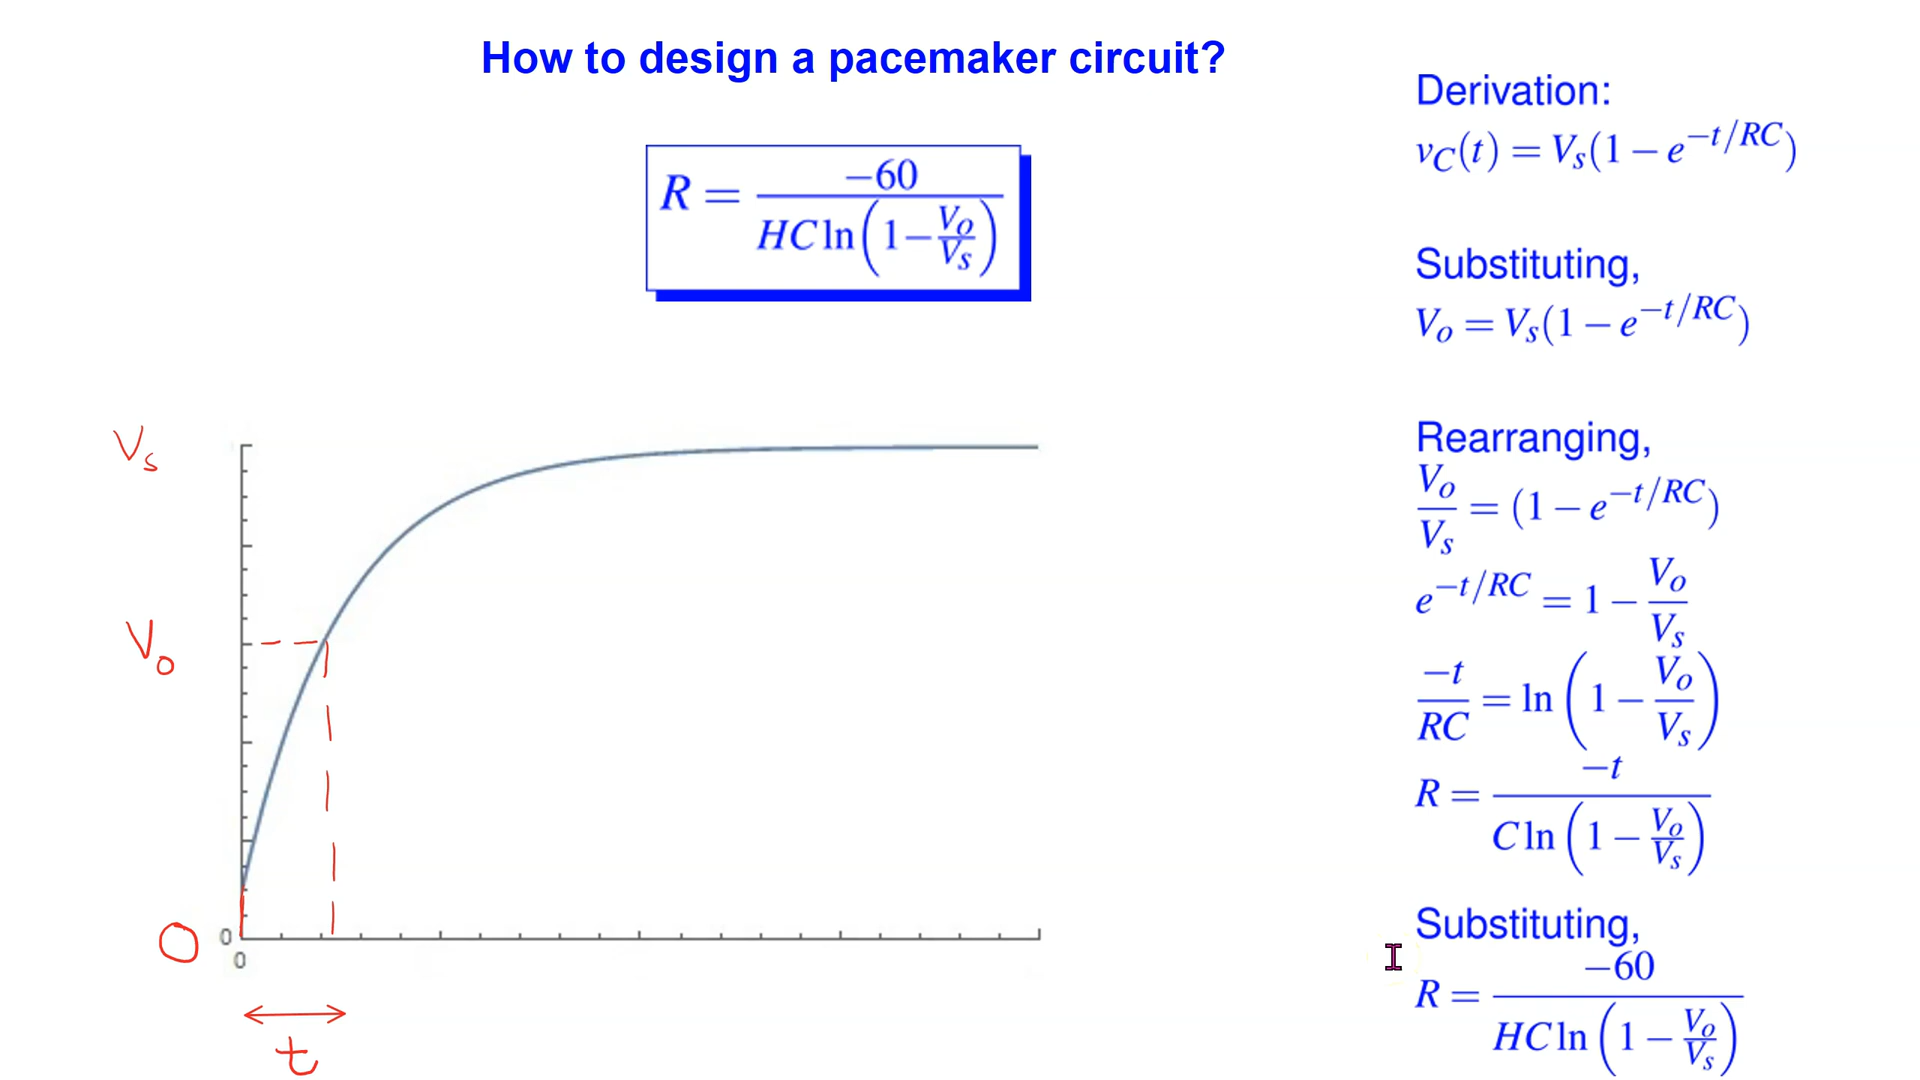 How to design a pacemaker circuit?
R = −60 / HC ln(1 − Vo/Vs)
Vs
Vo
O
0
0
t
Derivation:
vC(t) = Vs(1 − e^−t/RC)
Substituting,
Vo = Vs(1 − e^−t/RC)
Rearranging,
Vo/Vs = (1 − e^−t/RC)
e^−t/RC = 1 − Vo/Vs
−t/RC = ln(1 − Vo/Vs)
R = −t / C ln(1 − Vo/Vs)
Substituting,
R = −60 / HC ln(1 − Vo/Vs)